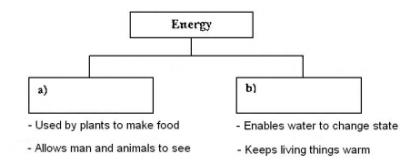 Energy
a)
b)
- Used by plants to make food
- Allows man and animals to see
- Enables water to change state
- Keeps living things warm